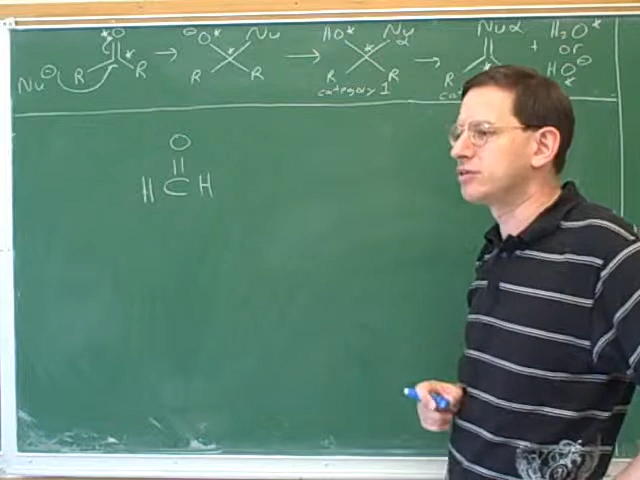 Nu⊖ R O* * R → ⊖O* * Nu R R → HO* * Nu α R R → Nu α R * + H₂O* or HO⊖ *
category 1
O
||
H C H